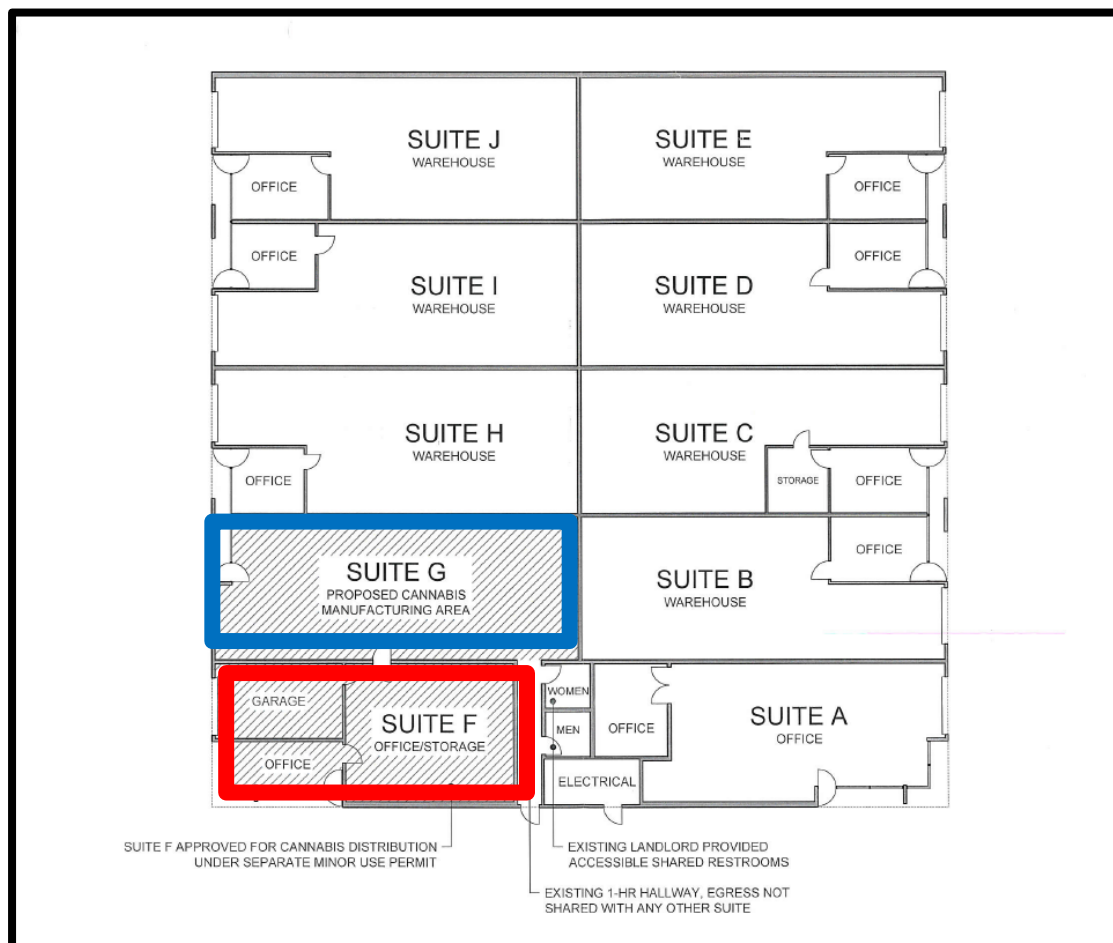 SUITE J
WAREHOUSE
SUITE E
WAREHOUSE
OFFICE
OFFICE
OFFICE
OFFICE
SUITE I
WAREHOUSE
SUITE D
WAREHOUSE
SUITE H
WAREHOUSE
SUITE C
WAREHOUSE
OFFICE
STORAGE
OFFICE
OFFICE
SUITE G
PROPOSED CANNABIS
MANUFACTURING AREA
SUITE B
WAREHOUSE
GARAGE
SUITE F
OFFICE/STORAGE
OFFICE
WOMEN
MEN
OFFICE
SUITE A
OFFICE
ELECTRICAL
SUITE F APPROVED FOR CANNABIS DISTRIBUTION
UNDER SEPARATE MINOR USE PERMIT
EXISTING LANDLORD PROVIDED
ACCESSIBLE SHARED RESTROOMS
EXISTING 1-HR HALLWAY, EGRESS NOT
SHARED WITH ANY OTHER SUITE